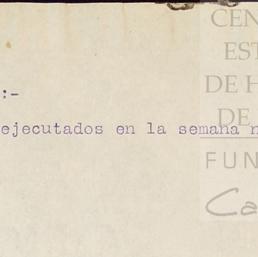 CEN
EST
DE H
:-
DE
ejecutados en la semana n
FUN
Ca